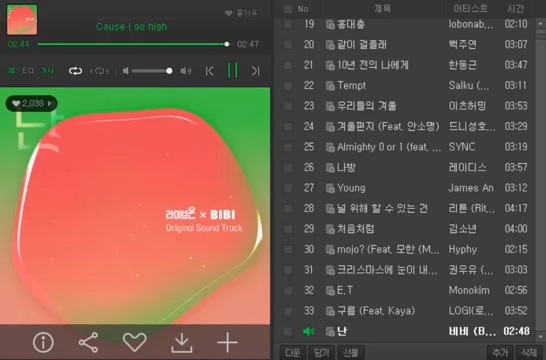 좋아요
Cause I go high
02:44
02:47
EQ 가사
2,038
난
라이브온 × BIBI
Original Sound Track
No 제목 아티스트 시간
19 홍대출 lobonab... 02:10
20 같이 걸을래 백주연 03:07
21 10년 전의 나에게 한동근 03:47
22 Tempt Salku (... 03:11
23 우리들의 겨울 이츠허밍 03:53
24 겨울편지 (Feat, 안소명) 드니성호... 03:29
25 Almighty 0 or 1 (feat, ... SYNC 03:19
26 나방 레이디스 03:57
27 Young James An 03:12
28 널 위해 할 수 있는 건 리튼 (Rit... 04:17
29 처음처럼 김소년 04:00
30 mojo? (Feat, 모한 (M... Hyphy 02:15
31 크리스마스에 눈이 내... 권우유 (... 03:03
32 E,T Monokim 02:56
33 구름 (Feat, Kaya) LOGI(로... 03:52
난 비비 (B... 02:48
다운 담기 선물 추가 삭제